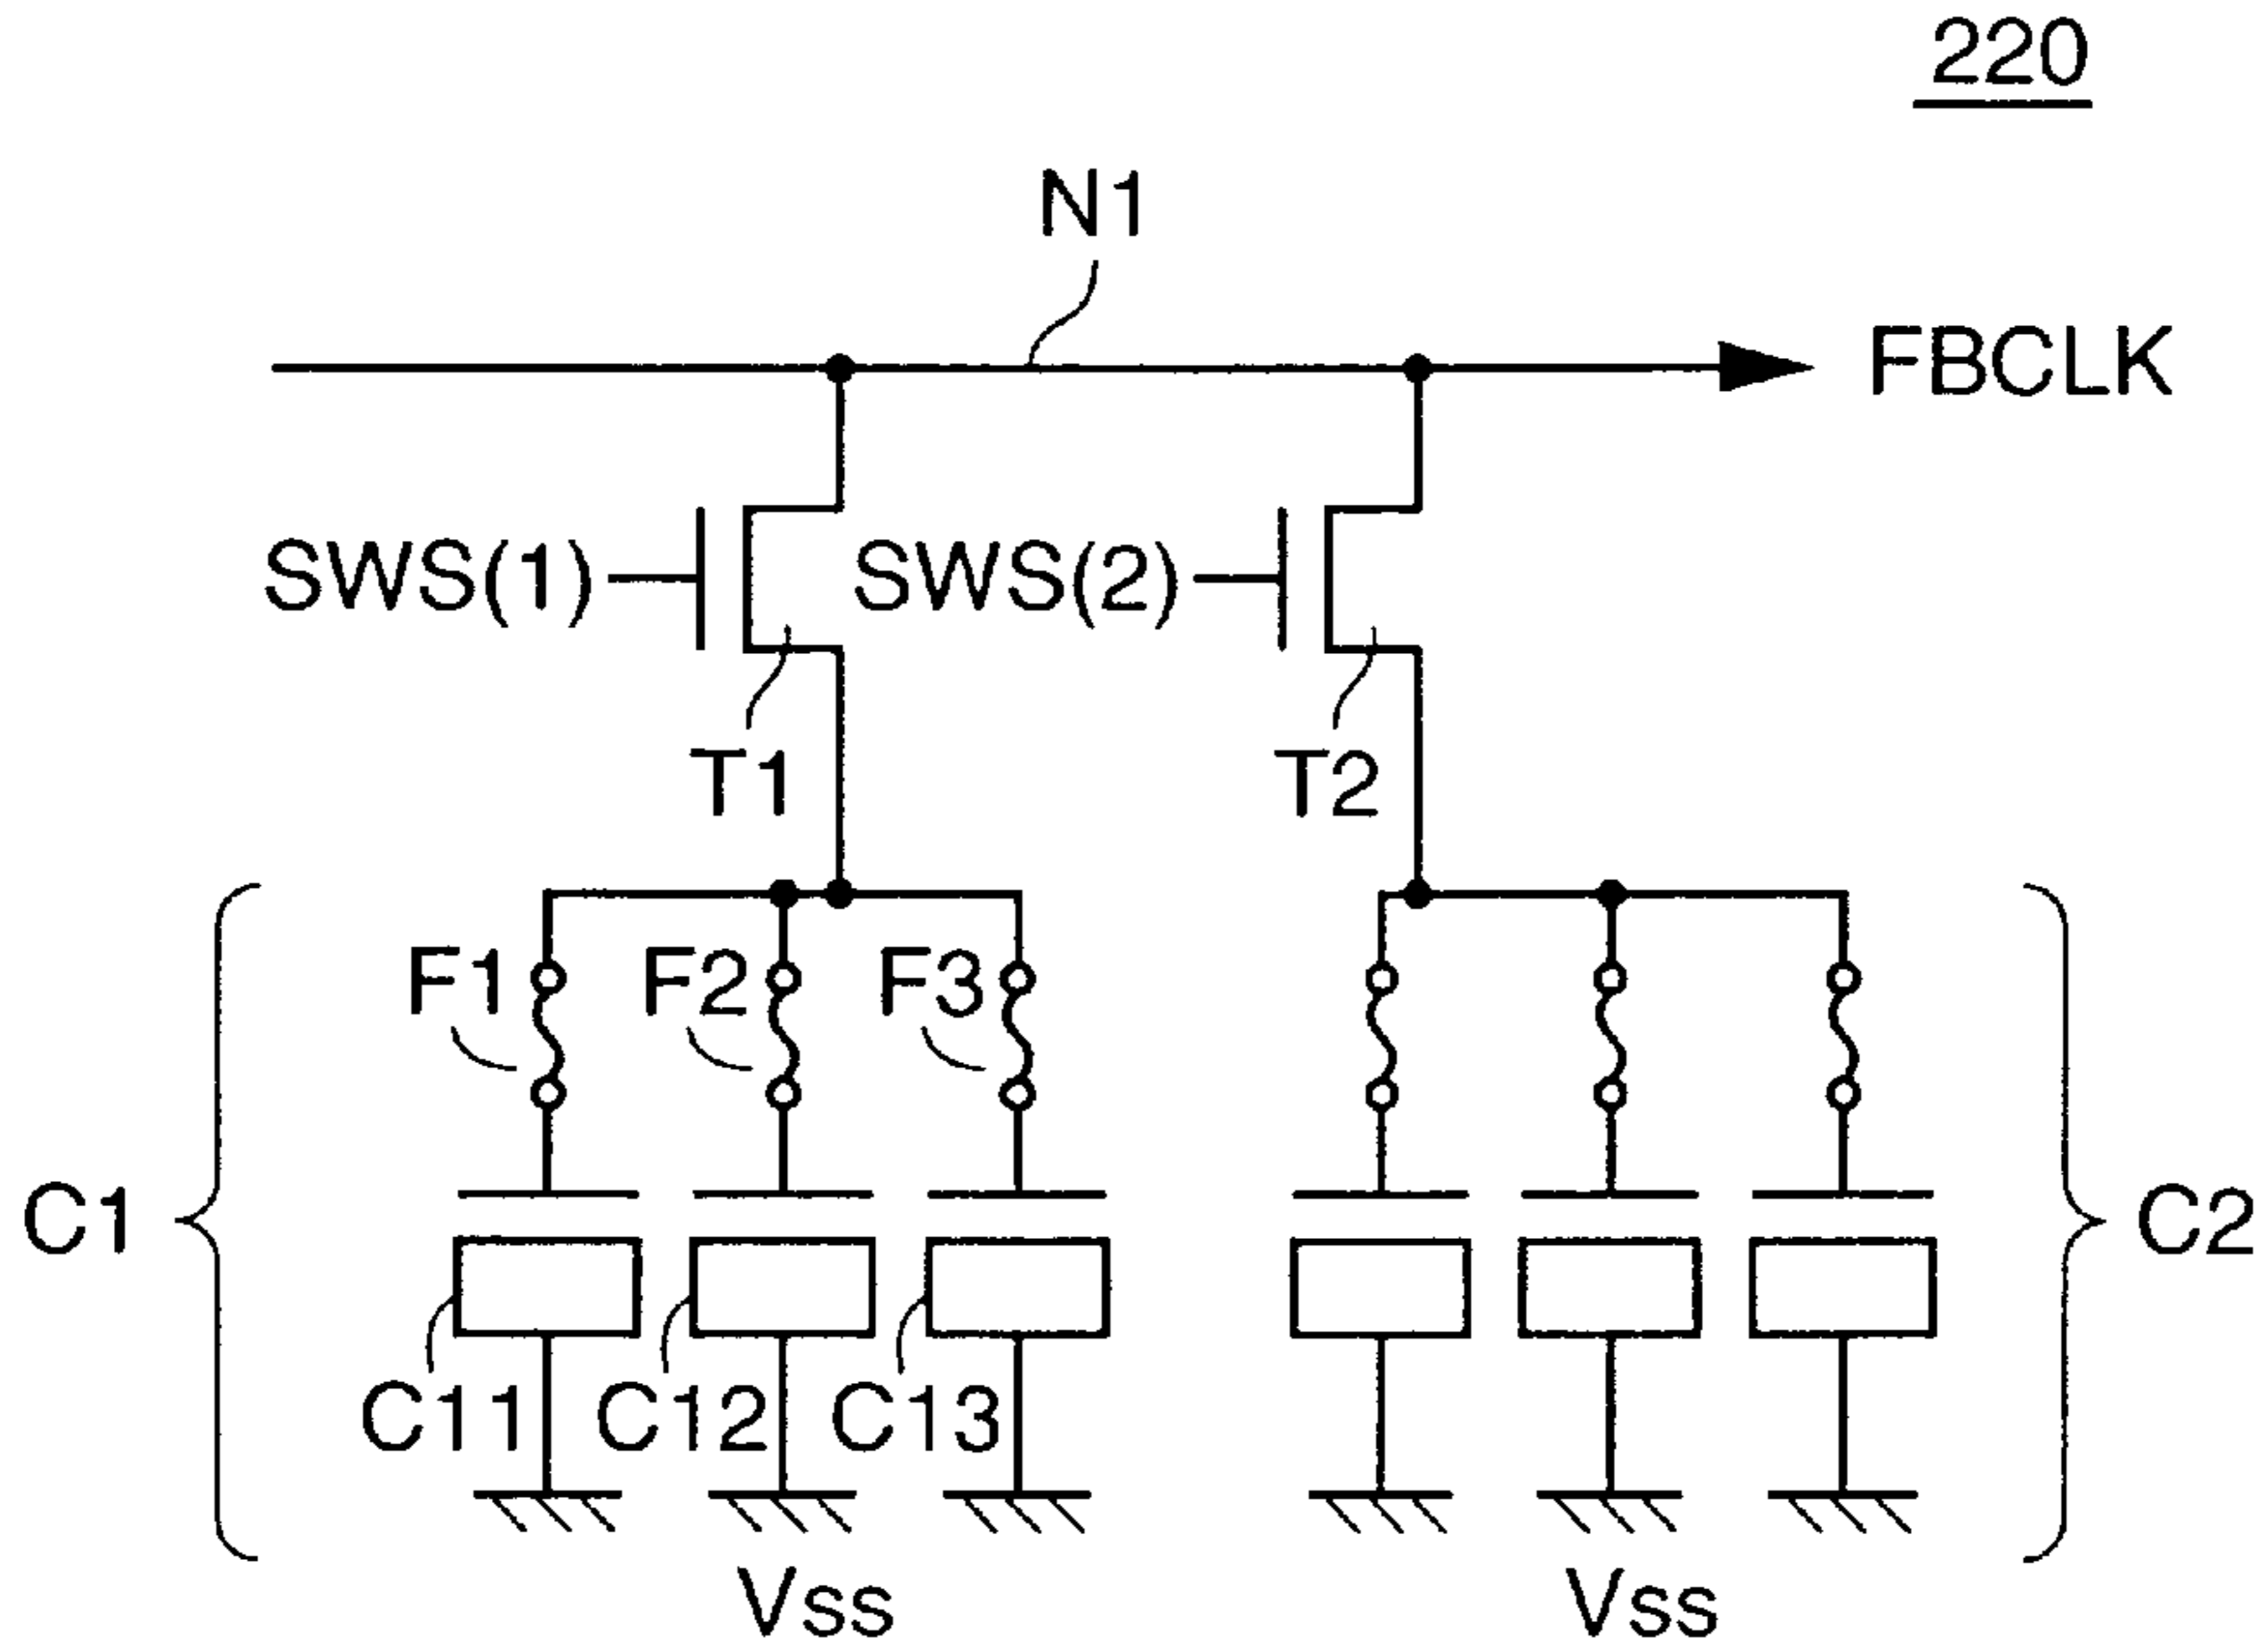 220
N1
FBCLK
SWS(1) SWS(2)
T1 T2
F1 F2 F3
C1 C2
C11 C12 C13
Vss Vss